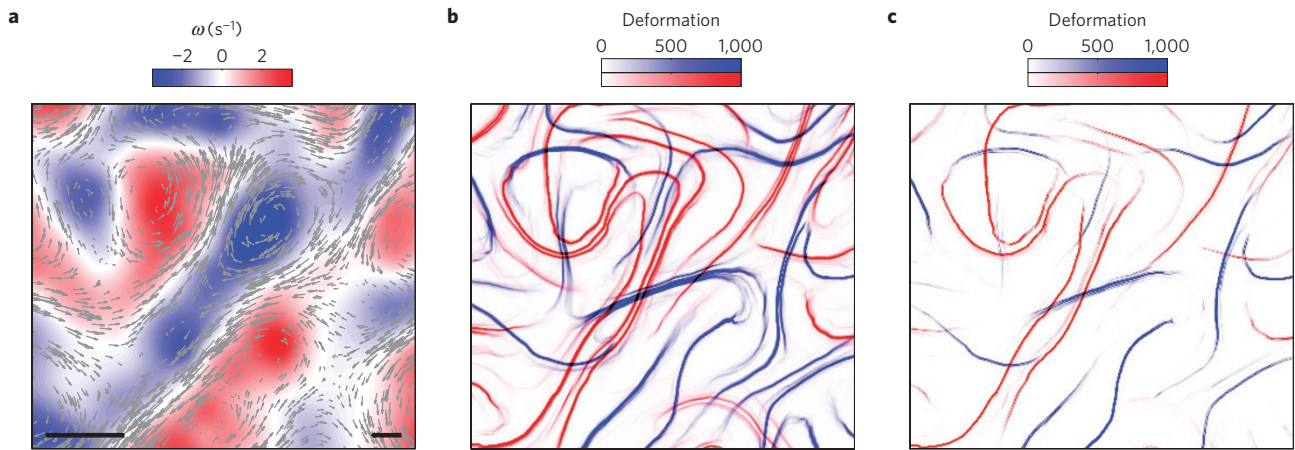 a
ω (s⁻¹)
−2 0 2
b
Deformation
0 500 1,000
c
Deformation
0 500 1,000